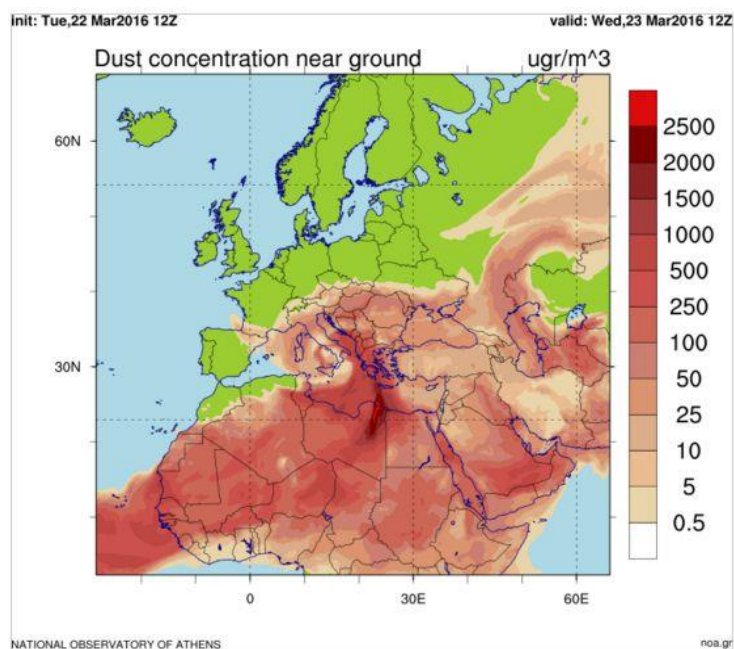 init: Tue,22 Mar2016 12Z
valid: Wed,23 Mar2016 12Z
Dust concentration near ground
ugr/m^3
60N
30N
0
30E
60E
2500
2000
1500
1000
500
250
100
50
25
10
5
0.5
NATIONAL OBSERVATORY OF ATHENS
noa.gr